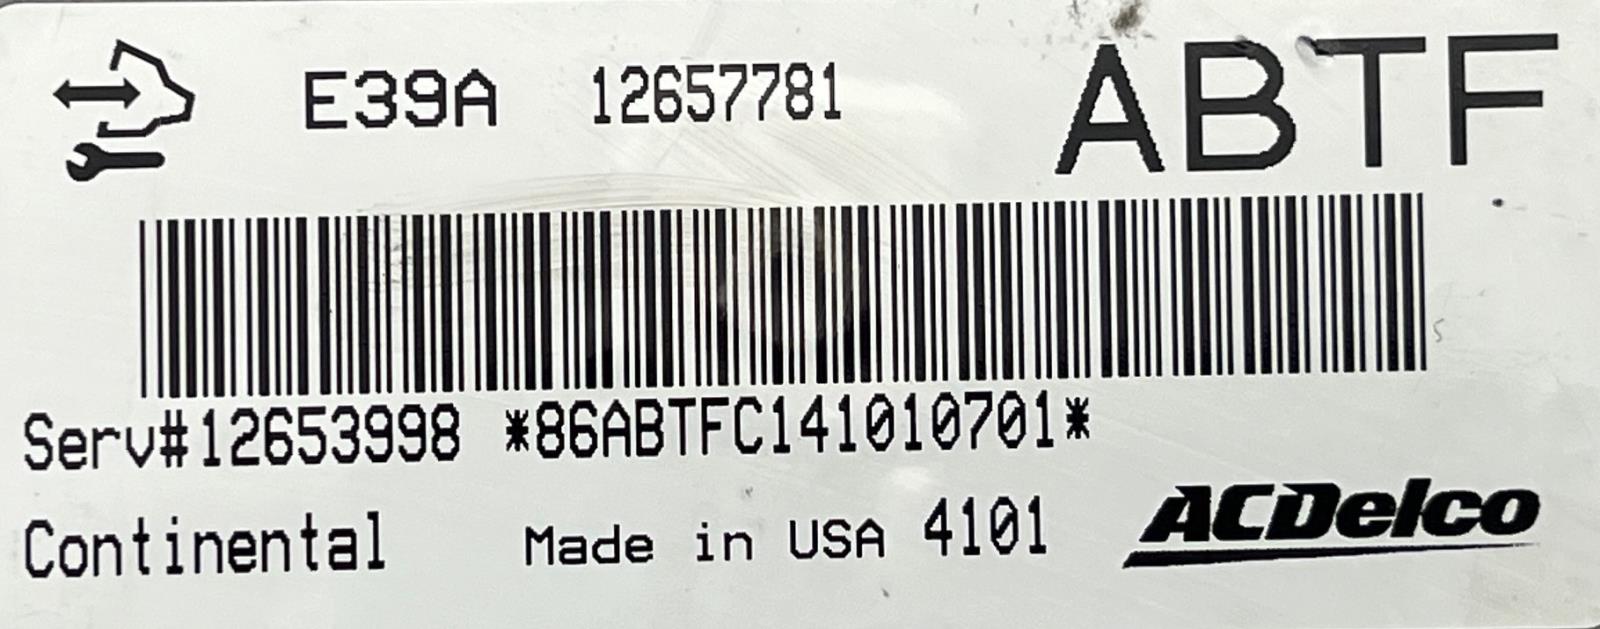 E39A 12657781 ABTF
Serv#12653998 *86ABTFC141010701*
Continental Made in USA 4101 ACDelco